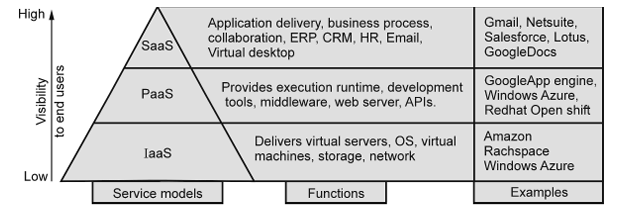 High
Visibility
to end users
Low
SaaS
Application delivery, business process,
collaboration, ERP, CRM, HR, Email,
Virtual desktop
Gmail, Netsuite,
Salesforce, Lotus,
GoogleDocs
PaaS
Provides execution runtime, development
tools, middleware, web server, APIs.
GoogleApp engine,
Windows Azure,
Redhat Open shift
IaaS
Delivers virtual servers, OS, virtual
machines, storage, network
Amazon
Rachspace
Windows Azure
Service models
Functions
Examples